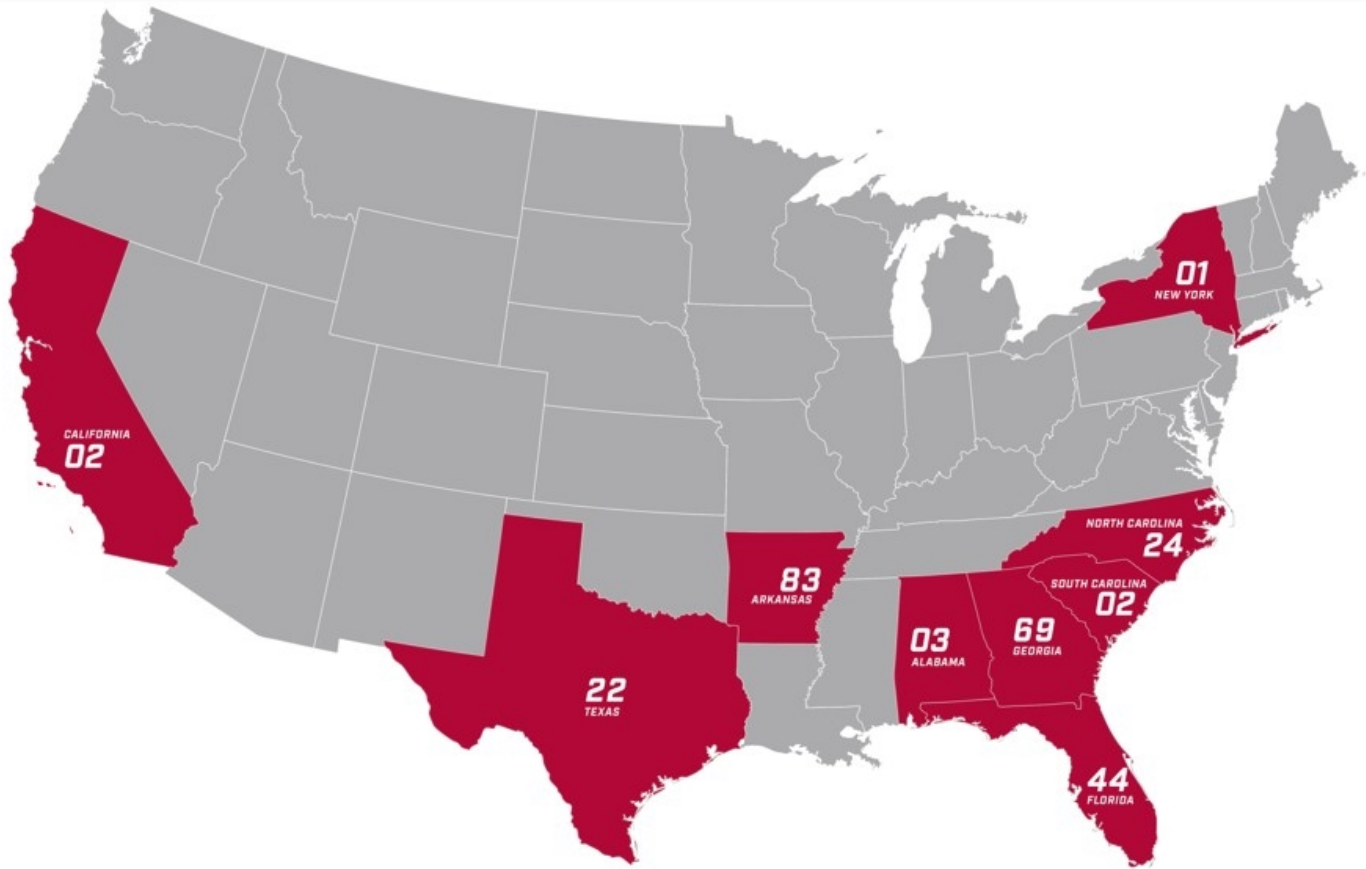 01
NEW YORK
CALIFORNIA
02
NORTH CAROLINA
24
83
ARKANSAS
SOUTH CAROLINA
02
03
ALABAMA
69
GEORGIA
22
TEXAS
44
FLORIDA